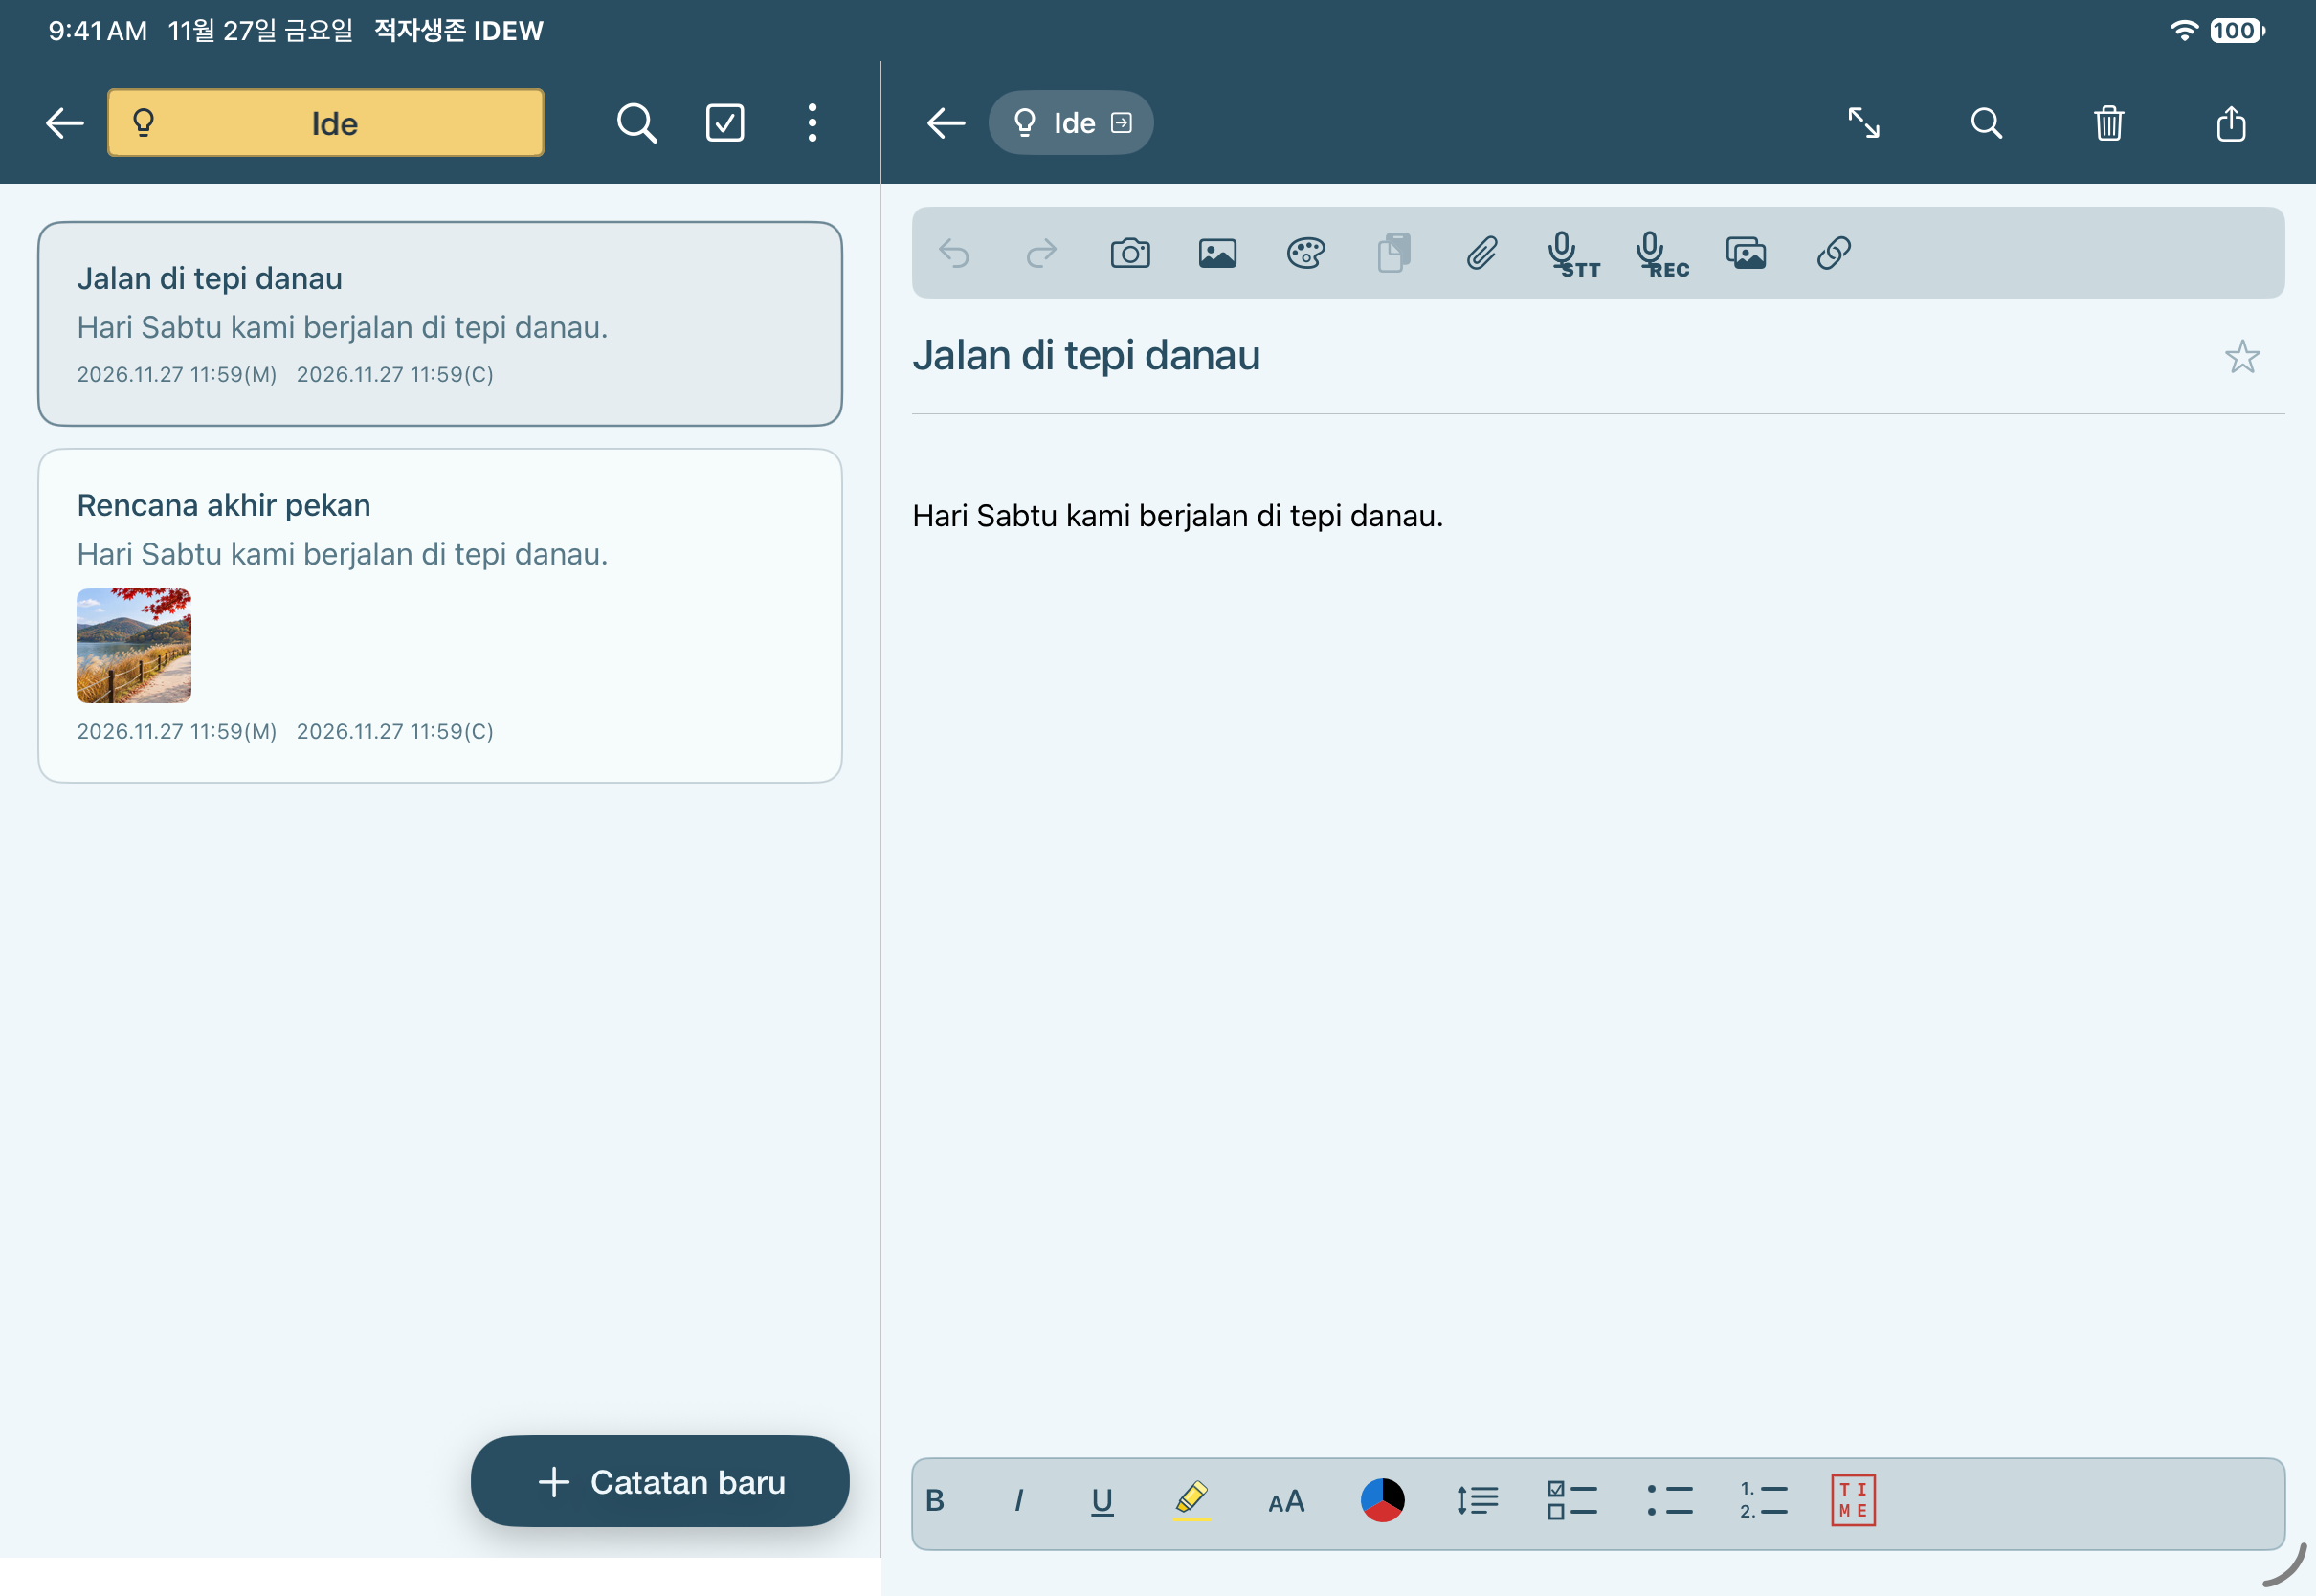 9:41 AM 11월 27일 금요일 적자생존 IDEW
100
Ide
Ide
Jalan di tepi danau
Hari Sabtu kami berjalan di tepi danau.
2026.11.27 11:59(M) 2026.11.27 11:59(C)
Rencana akhir pekan
Hari Sabtu kami berjalan di tepi danau.
2026.11.27 11:59(M) 2026.11.27 11:59(C)
Catatan baru
STT
REC
Jalan di tepi danau
Hari Sabtu kami berjalan di tepi danau.
B I U AA
1.
2.
TI
ME